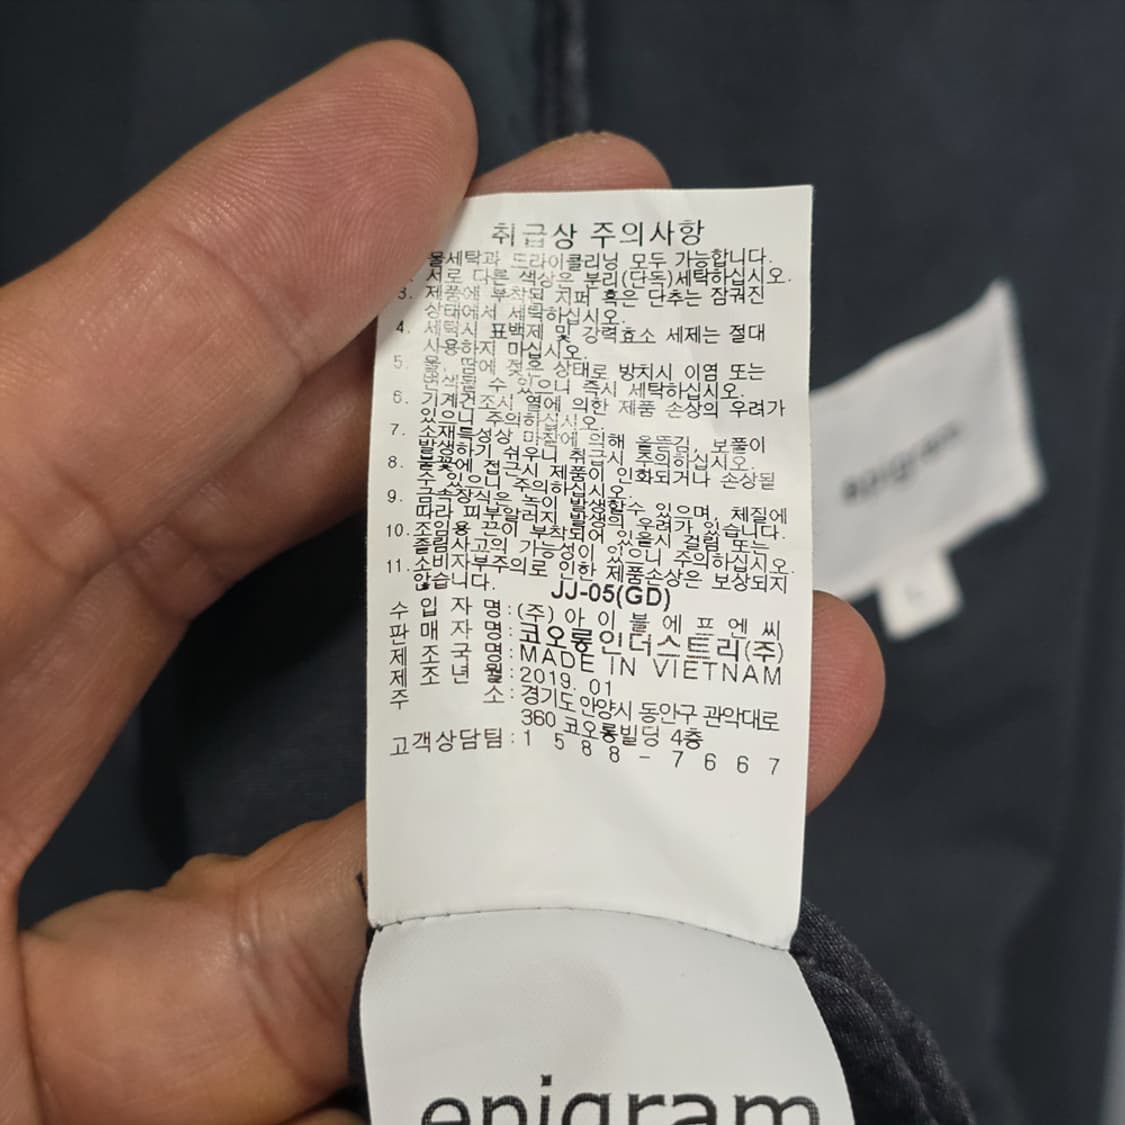 취급상 주의사항
물세탁과 드라이클리닝 모두 가능합니다.
서로 다른 색상은 분리(단독)세탁하십시오.
3. 제품에 부착된 지퍼 혹은 단추는 잠궈진
상태에서 세탁하십시오.
4. 세탁시 표백제 및 강력효소 세제는 절대
사용하지 마십시오.
5. 물, 땀에 젖은 상태로 방치시 이염 또는
변색될 수 있으니 즉시 세탁하십시오.
6. 기계건조시 열에 의한 제품 손상의 우려가
있으니 주의하십시오.
7. 소재특성상 마찰에 의해 올뜯김, 보풀이
발생하기 쉬우니 취급시 주의하십시오.
8. 불꽃에 접근시 제품이 인화되거나 손상될
수 있으니 주의하십시오.
9. 금속장식은 녹이 발생할수 있으며, 체질에
따라 피부알러지 발생의 우려가 있습니다.
10. 조임용 끈이 부착되어 있을시 걸림 또는
졸림사고의 가능성이 있으니 주의하십시오.
11. 소비자부주의로 인한 제품손상은 보상되지
않습니다.
JJ-05(GD)
수 입 자 명 : (주) 아 이 블 에 프 엔 씨
판 매 자 명 : 코오롱인더스트리(주)
제 조 국 명 : MADE IN VIETNAM
제 조 년 월 : 2019. 01
주 소 : 경기도 안양시 동안구 관악대로
360 코오롱빌딩 4층
고객상담팀 : 1 5 8 8 - 7 6 6 7
epigram
epigram
L